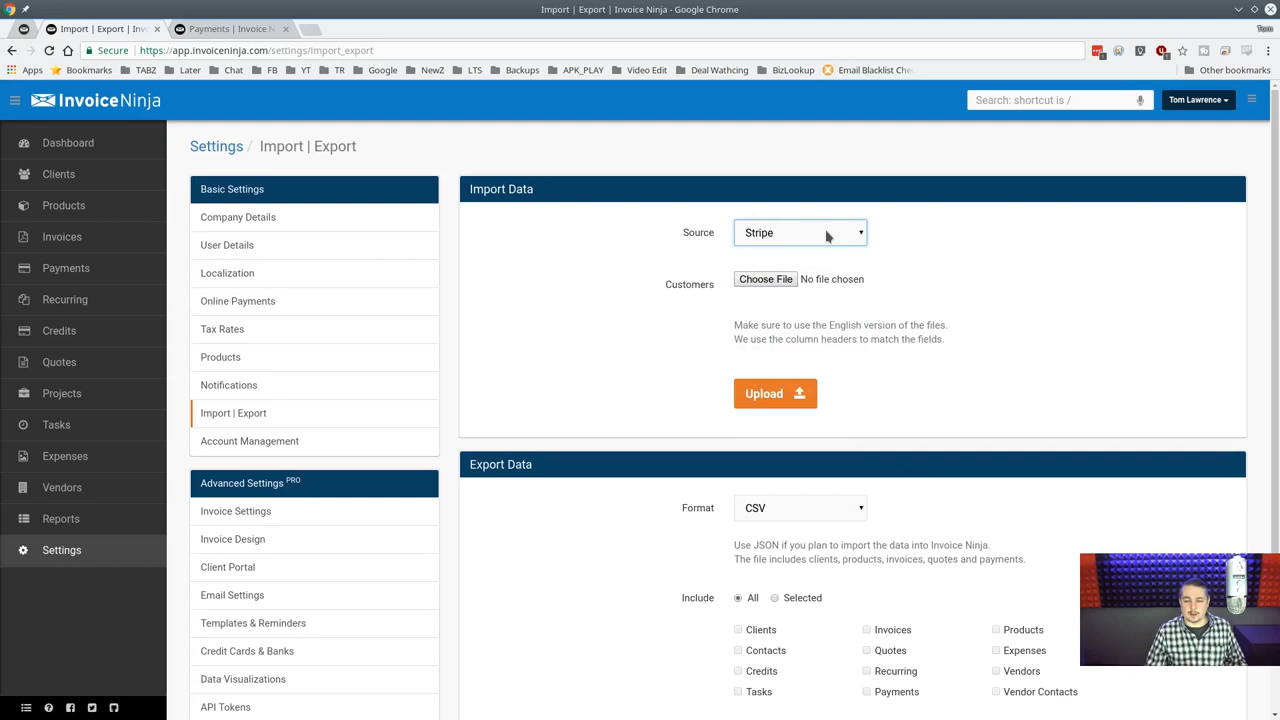 Import | Export | Invoice Ninja - Google Chrome
Import | Export | Inv
Payments | Invoice N
Tom
Secure
https://app.invoiceninja.com/settings/import_export
Apps
Bookmarks
TABZ
Later
Chat
FB
YT
TR
Google
NewZ
LTS
Backups
APK_PLAY
Video Edit
Deal Wathcing
BizLookup
Email Blacklist Che
Other bookmarks
InvoiceNinja
Search: shortcut is /
Tom Lawrence
Dashboard
Clients
Products
Invoices
Payments
Recurring
Credits
Quotes
Projects
Tasks
Expenses
Vendors
Reports
Settings
Settings / Import | Export
Basic Settings
Company Details
User Details
Localization
Online Payments
Tax Rates
Products
Notifications
Import | Export
Account Management
Advanced Settings PRO
Invoice Settings
Invoice Design
Client Portal
Email Settings
Templates & Reminders
Credit Cards & Banks
Data Visualizations
API Tokens
Import Data
Source
Stripe
Customers
Choose File No file chosen
Make sure to use the English version of the files.
We use the column headers to match the fields.
Upload
Export Data
Format
CSV
Use JSON if you plan to import the data into Invoice Ninja.
The file includes clients, products, invoices, quotes and payments.
Include
All
Selected
Clients
Invoices
Products
Contacts
Quotes
Expenses
Credits
Recurring
Vendors
Tasks
Payments
Vendor Contacts